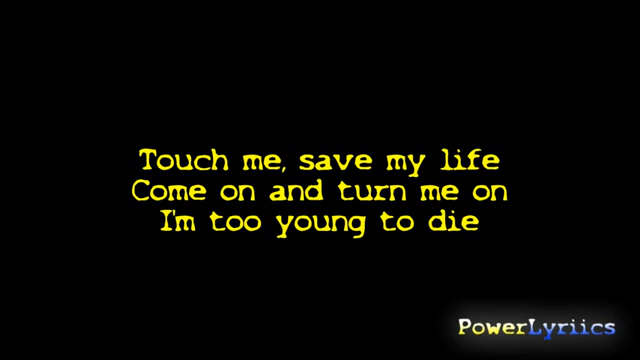 Touch me, save my life
Come on and turn me on
I'm too young to die
PowerLyriics